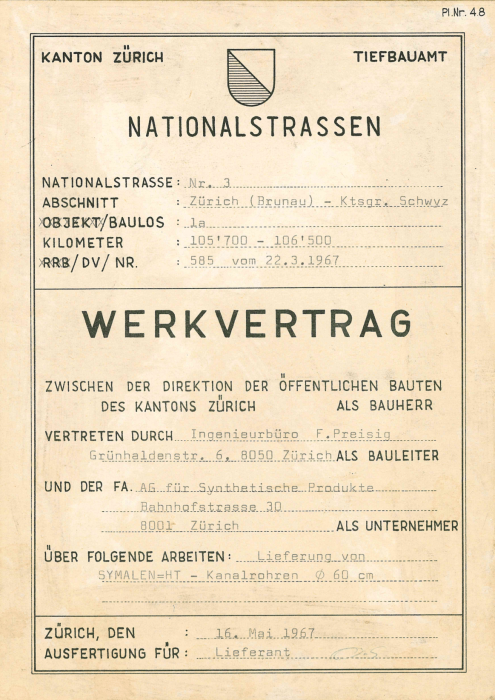 Pl.Nr. 4.8
KANTON ZÜRICH TIEFBAUAMT
NATIONALSTRASSEN
NATIONALSTRASSE: Nr. 3
ABSCHNITT : Zürich (Brunau) - Ktsgr. Schwyz
OBJEKT/BAULOS : 1a
KILOMETER : 105'700 - 106'500
RRB/DV/NR. : 585 vom 22.3.1967
WERKVERTRAG
ZWISCHEN DER DIREKTION DER ÖFFENTLICHEN BAUTEN
DES KANTONS ZÜRICH ALS BAUHERR
VERTRETEN DURCH Ingenieurbüro F.Preisig
Grünhaldenstr. 6, 8050 Zürich ALS BAULEITER
UND DER FA. AG für Synthetische Produkte
Bahnhofstrasse 30
8001 Zürich ALS UNTERNEHMER
ÜBER FOLGENDE ARBEITEN: Lieferung von
SYMALEN=HT - Kanalrohren Ø 60 cm
ZÜRICH, DEN : 16. Mai 1967
AUSFERTIGUNG FÜR: Lieferant